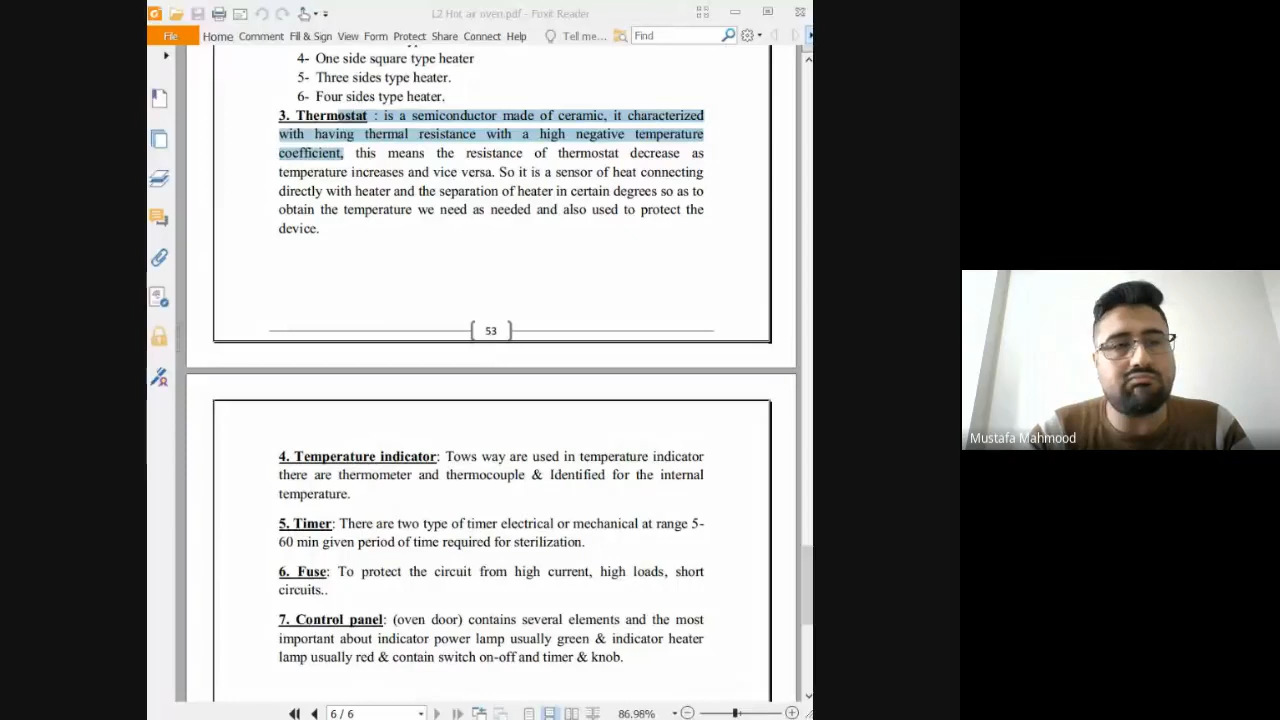 L2 Hot air oven.pdf - Foxit Reader
File Home Comment Fill & Sign View Form Protect Share Connect Help Tell me... Find
4- One side square type heater
5- Three sides type heater.
6- Four sides type heater.
3. Thermostat : is a semiconductor made of ceramic, it characterized
with having thermal resistance with a high negative temperature
coefficient, this means the resistance of thermostat decrease as
temperature increases and vice versa. So it is a sensor of heat connecting
directly with heater and the separation of heater in certain degrees so as to
obtain the temperature we need as needed and also used to protect the
device.
53
4. Temperature indicator: Tows way are used in temperature indicator
there are thermometer and thermocouple & Identified for the internal
temperature.
5. Timer: There are two type of timer electrical or mechanical at range 5-
60 min given period of time required for sterilization.
6. Fuse: To protect the circuit from high current, high loads, short
circuits..
7. Control panel: (oven door) contains several elements and the most
important about indicator power lamp usually green & indicator heater
lamp usually red & contain switch on-off and timer & knob.
6 / 6
86.98%
Mustafa Mahmood